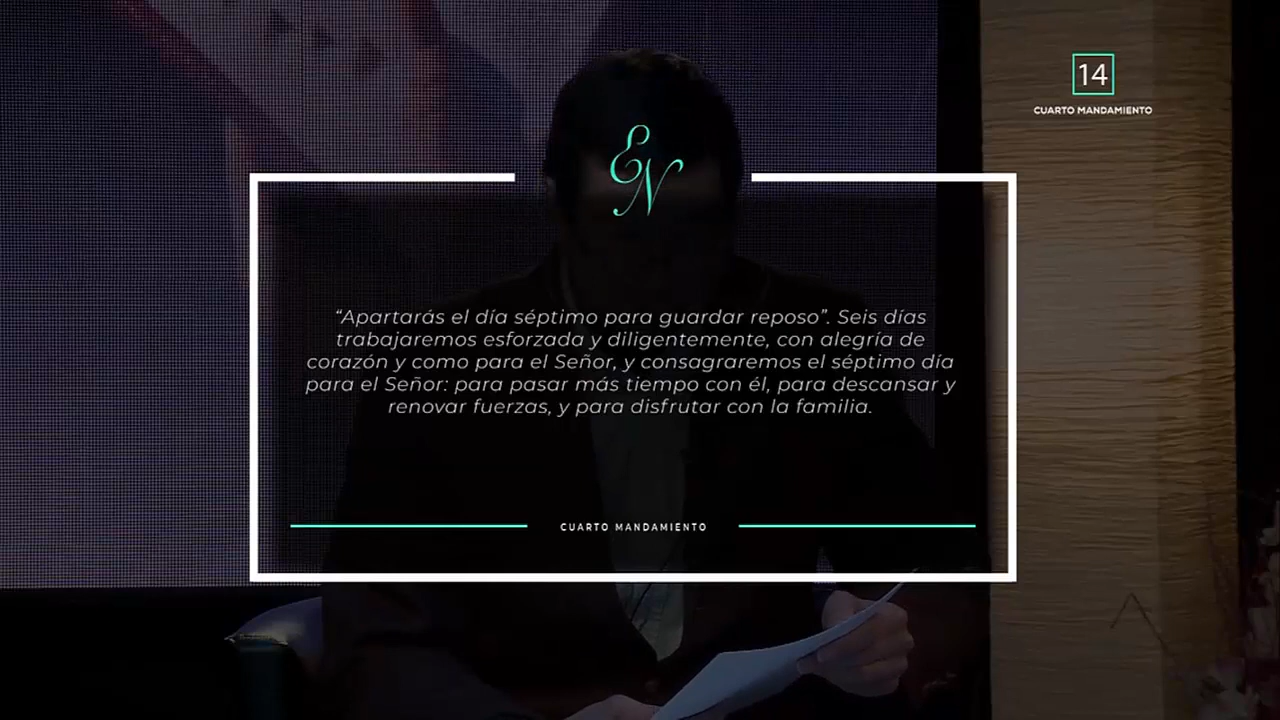 14
CUARTO MANDAMIENTO
EN
“Apartarás el día séptimo para guardar reposo”. Seis días
trabajaremos esforzada y diligentemente, con alegría de
corazón y como para el Señor, y consagraremos el séptimo día
para el Señor: para pasar más tiempo con él, para descansar y
renovar fuerzas, y para disfrutar con la familia.
CUARTO MANDAMIENTO